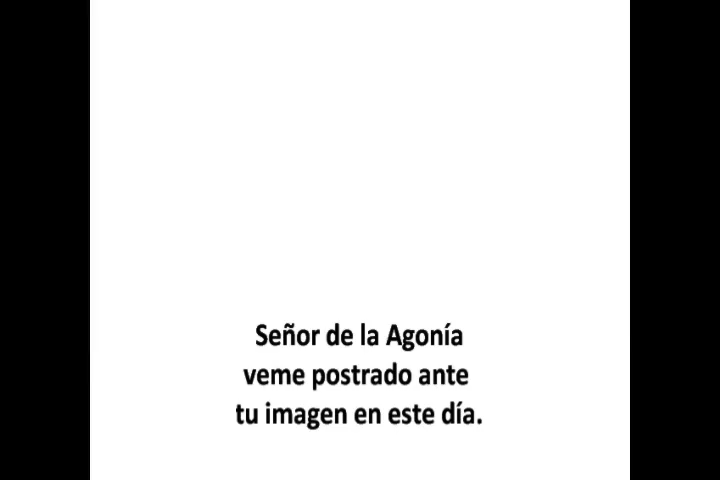 Señor de la Agonía
veme postrado ante
tu imagen en este día.